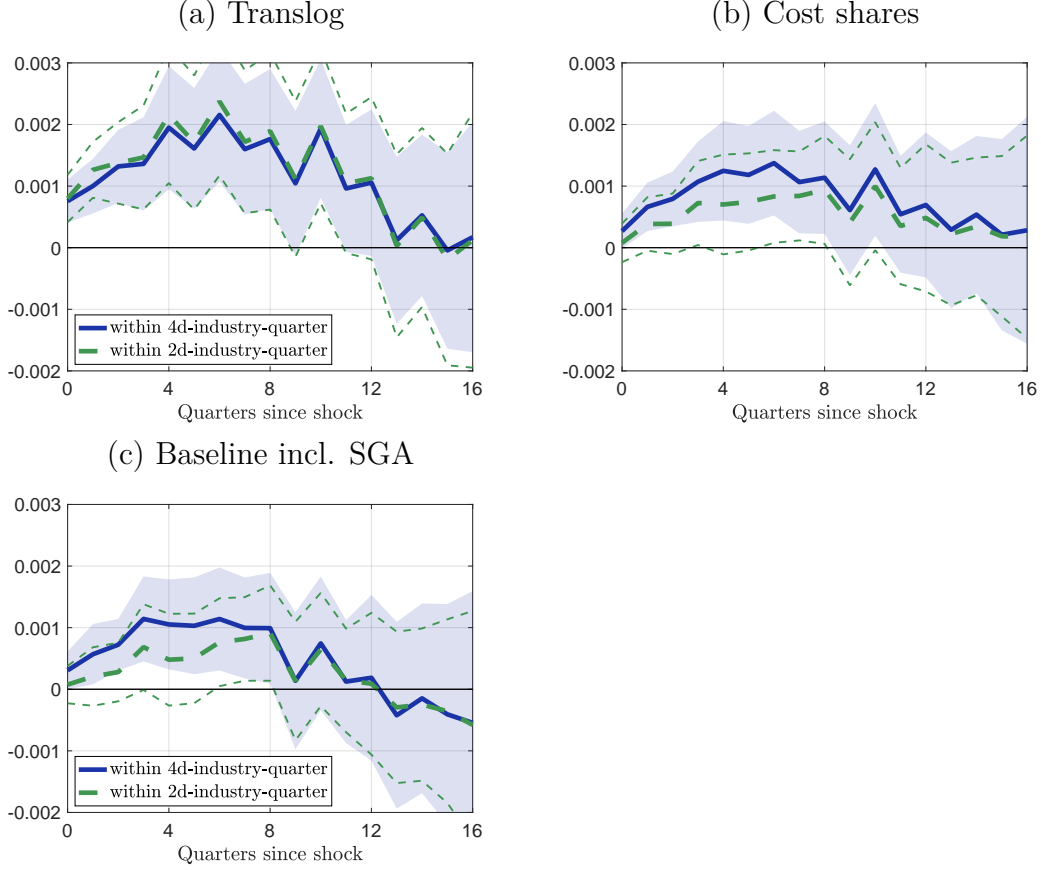 (a) Translog
0.003
0.002
0.001
0
-0.001
-0.002
within 4d-industry-quarter
within 2d-industry-quarter
0 4 8 12 16
Quarters since shock
(b) Cost shares
0.003
0.002
0.001
0
-0.001
-0.002
0 4 8 12 16
Quarters since shock
(c) Baseline incl. SGA
0.003
0.002
0.001
0
-0.001
-0.002
within 4d-industry-quarter
within 2d-industry-quarter
0 4 8 12 16
Quarters since shock